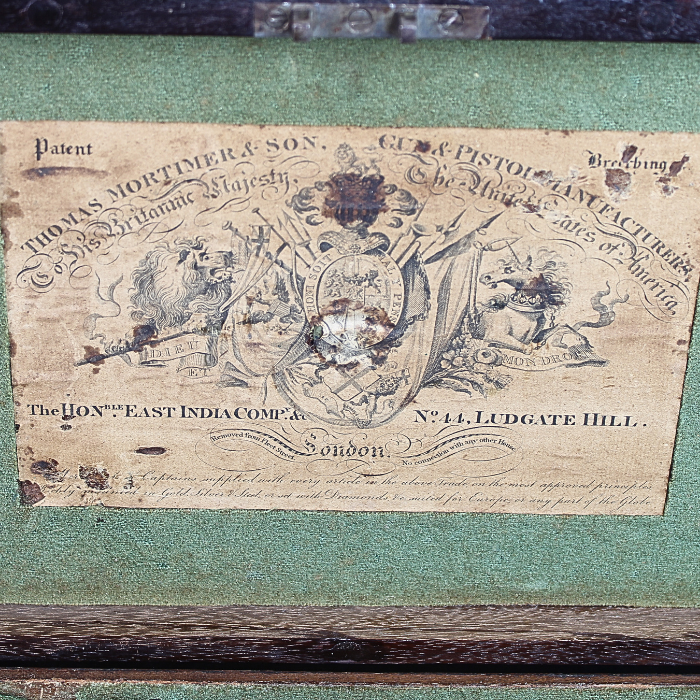 Patent
Breeching
THOMAS MORTIMER & SON, GUN & PISTOL MANUFACTURERS,
To His Britannic Majesty, & The United States of America,
DIEU
ET
MON DROIT
The HON^BLE. EAST INDIA COMP^Y. &c
No. 44, LUDGATE HILL.
Removed from Fleet Street
London.
No connection with any other House
Captains supplied with every article in the above Trade on the most approved principles
in Gold, Silver & Steel, or set with Diamonds &c suited for Europe, or any part of the Globe